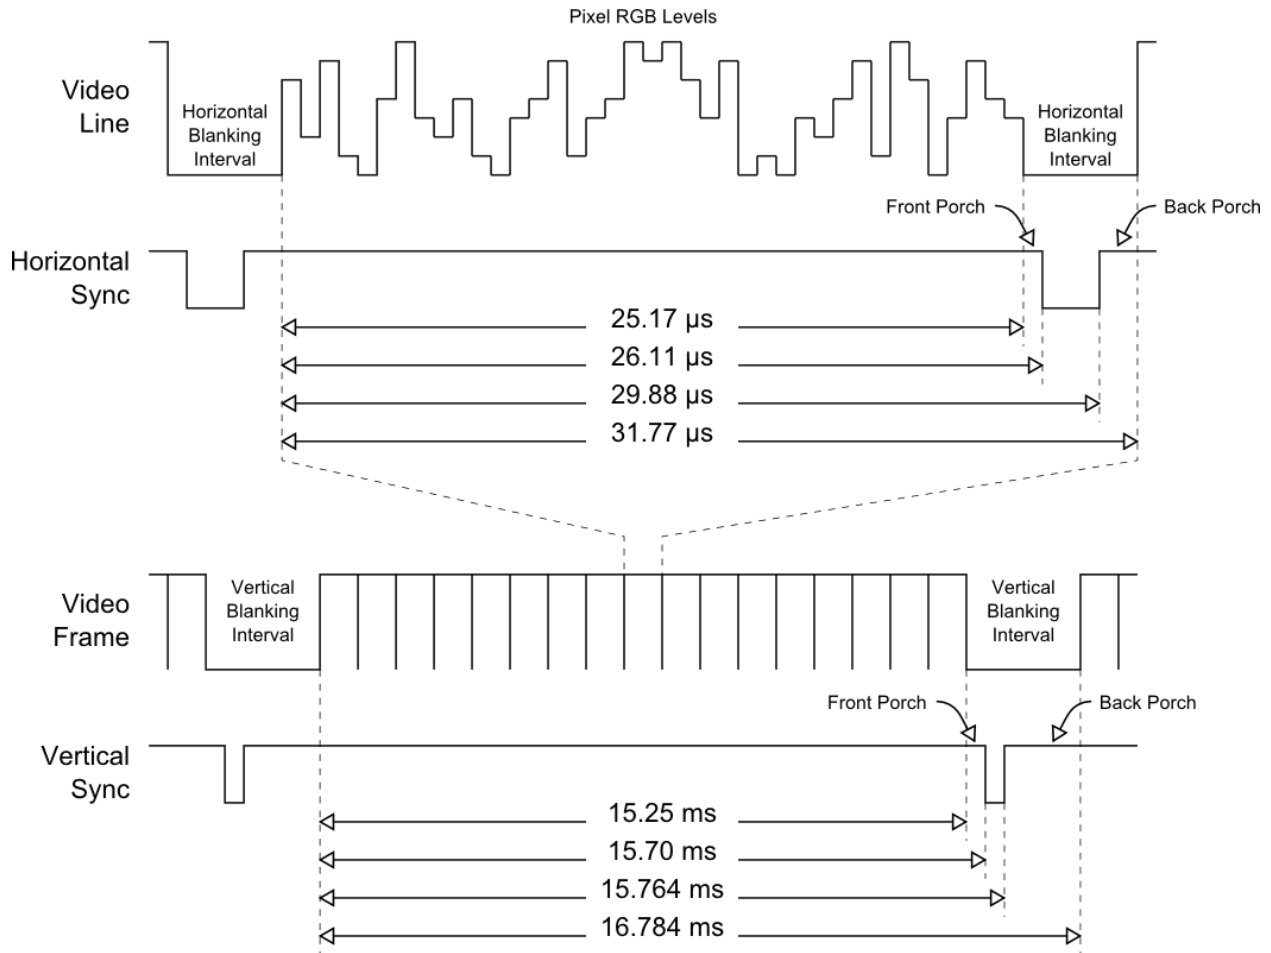 Pixel RGB Levels
Video
Line
Horizontal
Blanking
Interval
Horizontal
Blanking
Interval
Front Porch
Back Porch
Horizontal
Sync
25.17 µs
26.11 µs
29.88 µs
31.77 µs
Video
Frame
Vertical
Blanking
Interval
Vertical
Blanking
Interval
Front Porch
Back Porch
Vertical
Sync
15.25 ms
15.70 ms
15.764 ms
16.784 ms